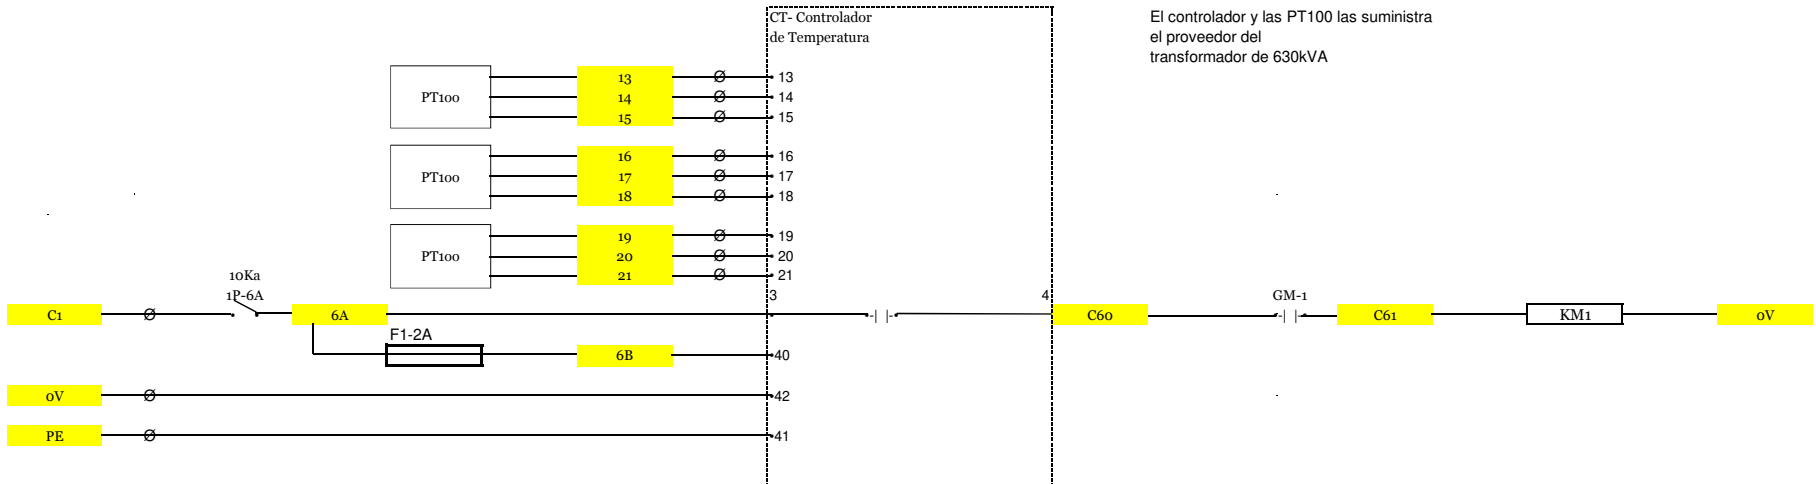 CT- Controlador
de Temperatura
El controlador y las PT100 las suministra
el proveedor del
transformador de 630kVA
PT100
13
14
15
13
14
15
PT100
16
17
18
16
17
18
PT100
19
20
21
19
20
21
10Ka
1P-6A
C1
6A
3
4
C60
GM-1
C61
KM1
0V
F1-2A
6B
40
0V
42
PE
41